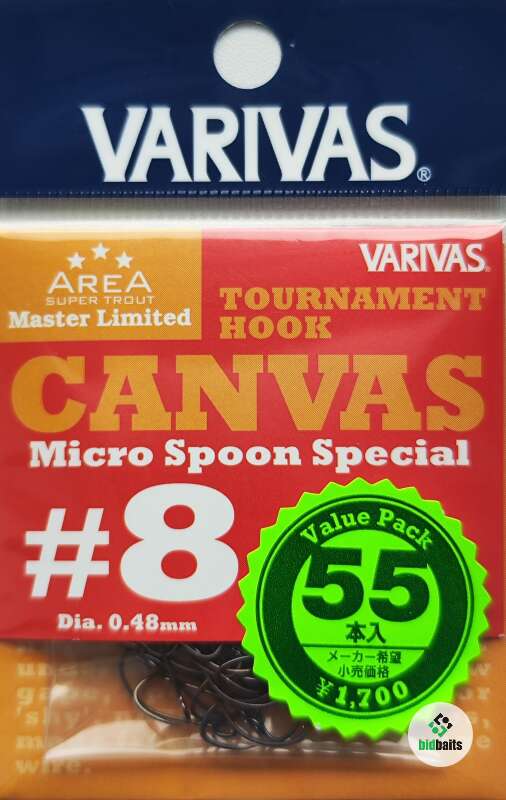 VARIVAS®
AREA
SUPER TROUT
Master Limited
VARIVAS®
TOURNAMENT
HOOK
CANVAS
Micro Spoon Special
#8
Dia. 0.48mm
Value Pack
55
本入
メーカー希望
小売価格
¥1,700
wire.
bidbaits